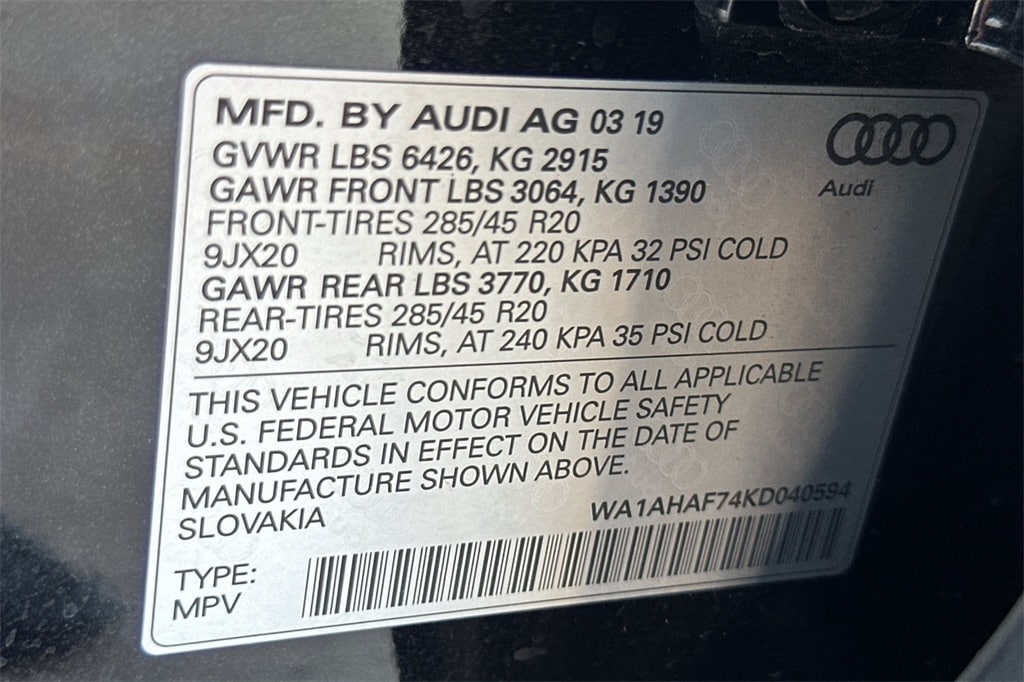 MFD. BY AUDI AG 03 19
GVWR LBS 6426, KG 2915
GAWR FRONT LBS 3064, KG 1390
FRONT-TIRES 285/45 R20
9JX20 RIMS, AT 220 KPA 32 PSI COLD
GAWR REAR LBS 3770, KG 1710
REAR-TIRES 285/45 R20
9JX20 RIMS, AT 240 KPA 35 PSI COLD
Audi
THIS VEHICLE CONFORMS TO ALL APPLICABLE
U.S. FEDERAL MOTOR VEHICLE SAFETY
STANDARDS IN EFFECT ON THE DATE OF
MANUFACTURE SHOWN ABOVE.
SLOVAKIA
WA1AHAF74KD040594
TYPE:
MPV